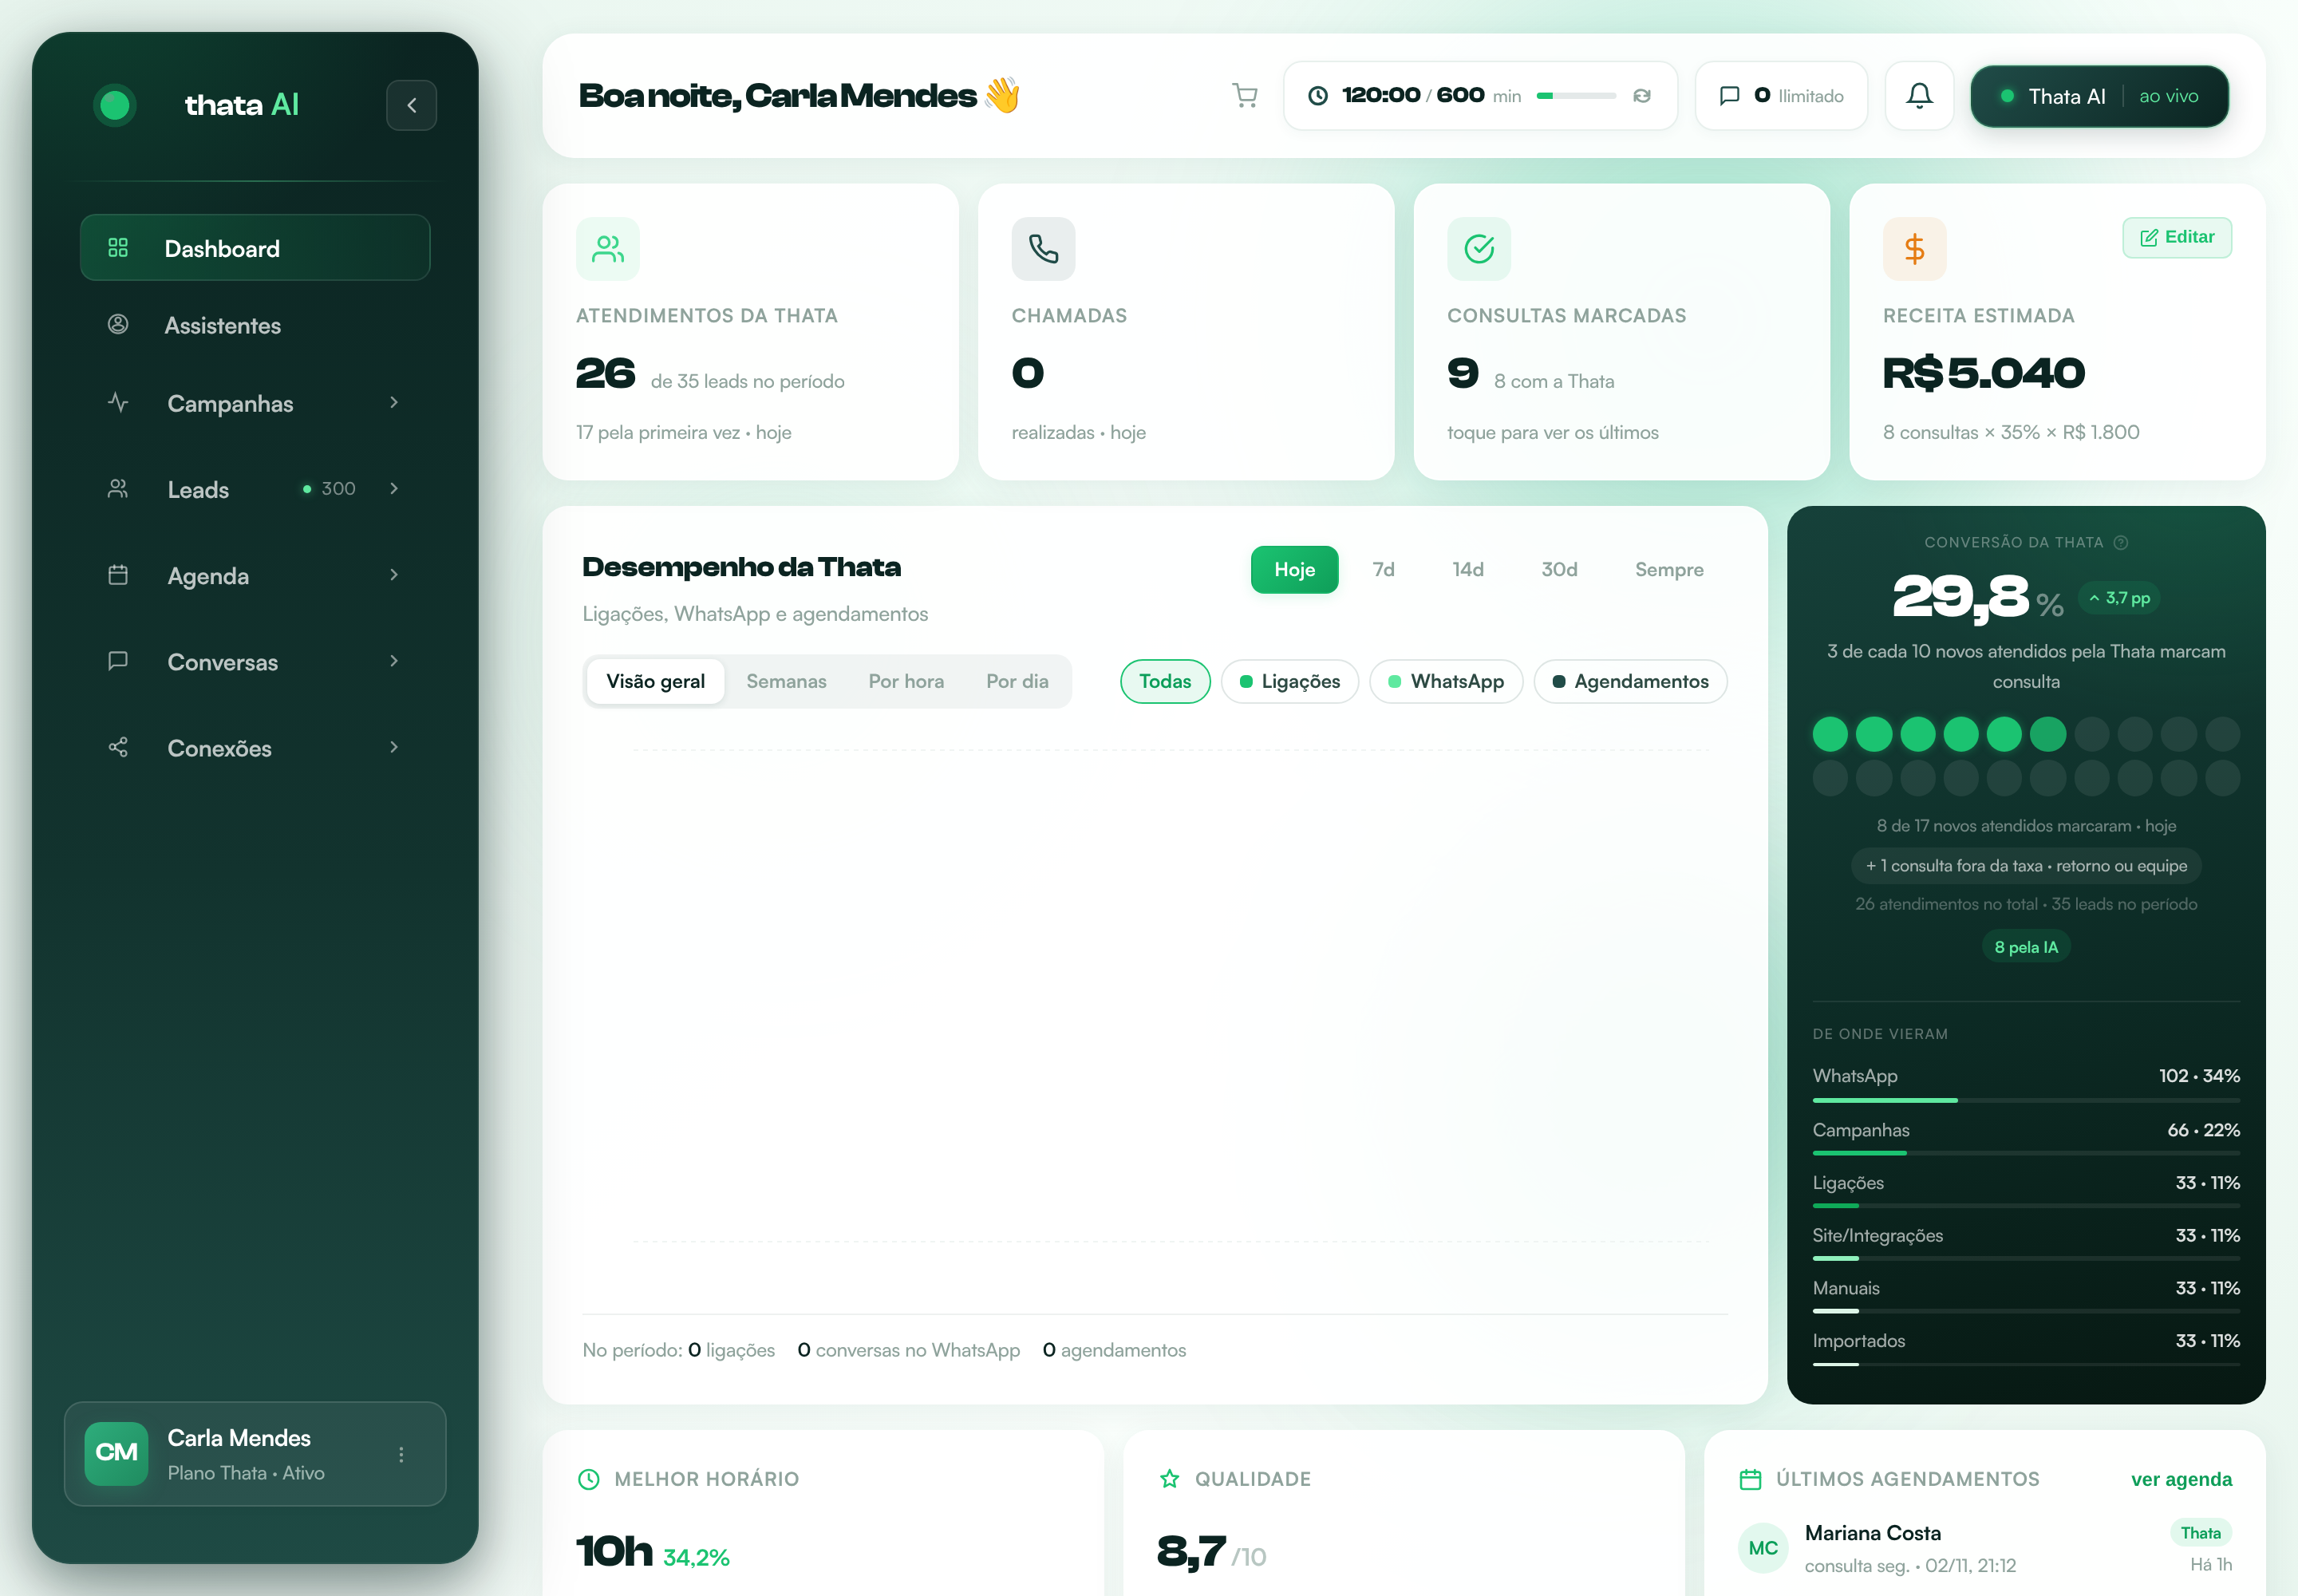 thata AI
Dashboard
Assistentes
Campanhas
Leads 300
Agenda
Conversas
Conexões
CM
Carla Mendes
Plano Thata · Ativo
Boa noite, Carla Mendes 👋
120:00 / 600 min
0 Ilimitado
Thata AI ao vivo
ATENDIMENTOS DA THATA
26 de 35 leads no período
17 pela primeira vez · hoje
CHAMADAS
0
realizadas · hoje
CONSULTAS MARCADAS
9 8 com a Thata
toque para ver os últimos
Editar
RECEITA ESTIMADA
R$ 5.040
8 consultas × 35% × R$ 1.800
Desempenho da Thata
Ligações, WhatsApp e agendamentos
Hoje 7d 14d 30d Sempre
Visão geral Semanas Por hora Por dia
Todas Ligações WhatsApp Agendamentos
No período: 0 ligações 0 conversas no WhatsApp 0 agendamentos
CONVERSÃO DA THATA
29,8 % 3,7 pp
3 de cada 10 novos atendidos pela Thata marcam
consulta
8 de 17 novos atendidos marcaram · hoje
+ 1 consulta fora da taxa · retorno ou equipe
26 atendimentos no total · 35 leads no período
8 pela IA
DE ONDE VIERAM
WhatsApp 102 · 34%
Campanhas 66 · 22%
Ligações 33 · 11%
Site/Integrações 33 · 11%
Manuais 33 · 11%
Importados 33 · 11%
MELHOR HORÁRIO
10h 34,2%
QUALIDADE
8,7 /10
ÚLTIMOS AGENDAMENTOS ver agenda
MC
Mariana Costa Thata
consulta seg. · 02/11, 21:12 Há 1h